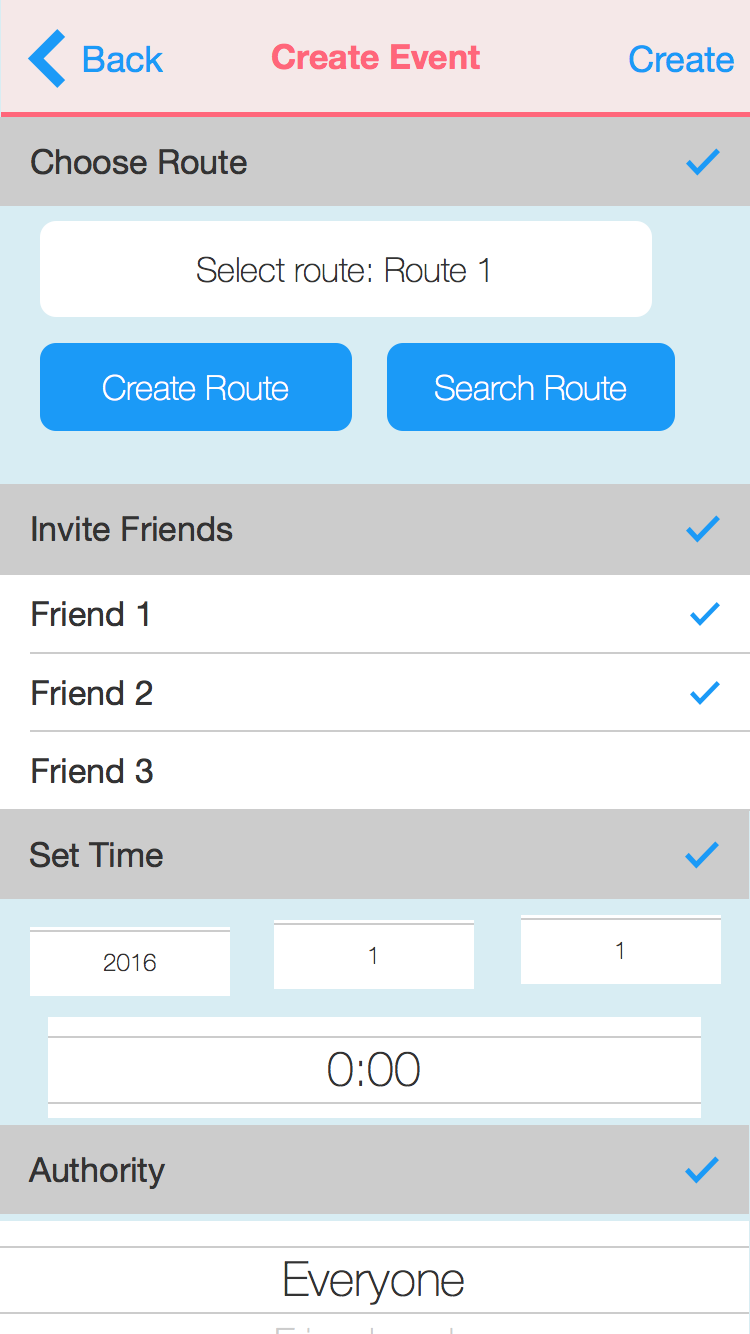 Back Create Event Create
Choose Route
Select route: Route 1
Create Route Search Route
Invite Friends
Friend 1
Friend 2
Friend 3
Set Time
2016 1 1
0:00
Authority
Everyone